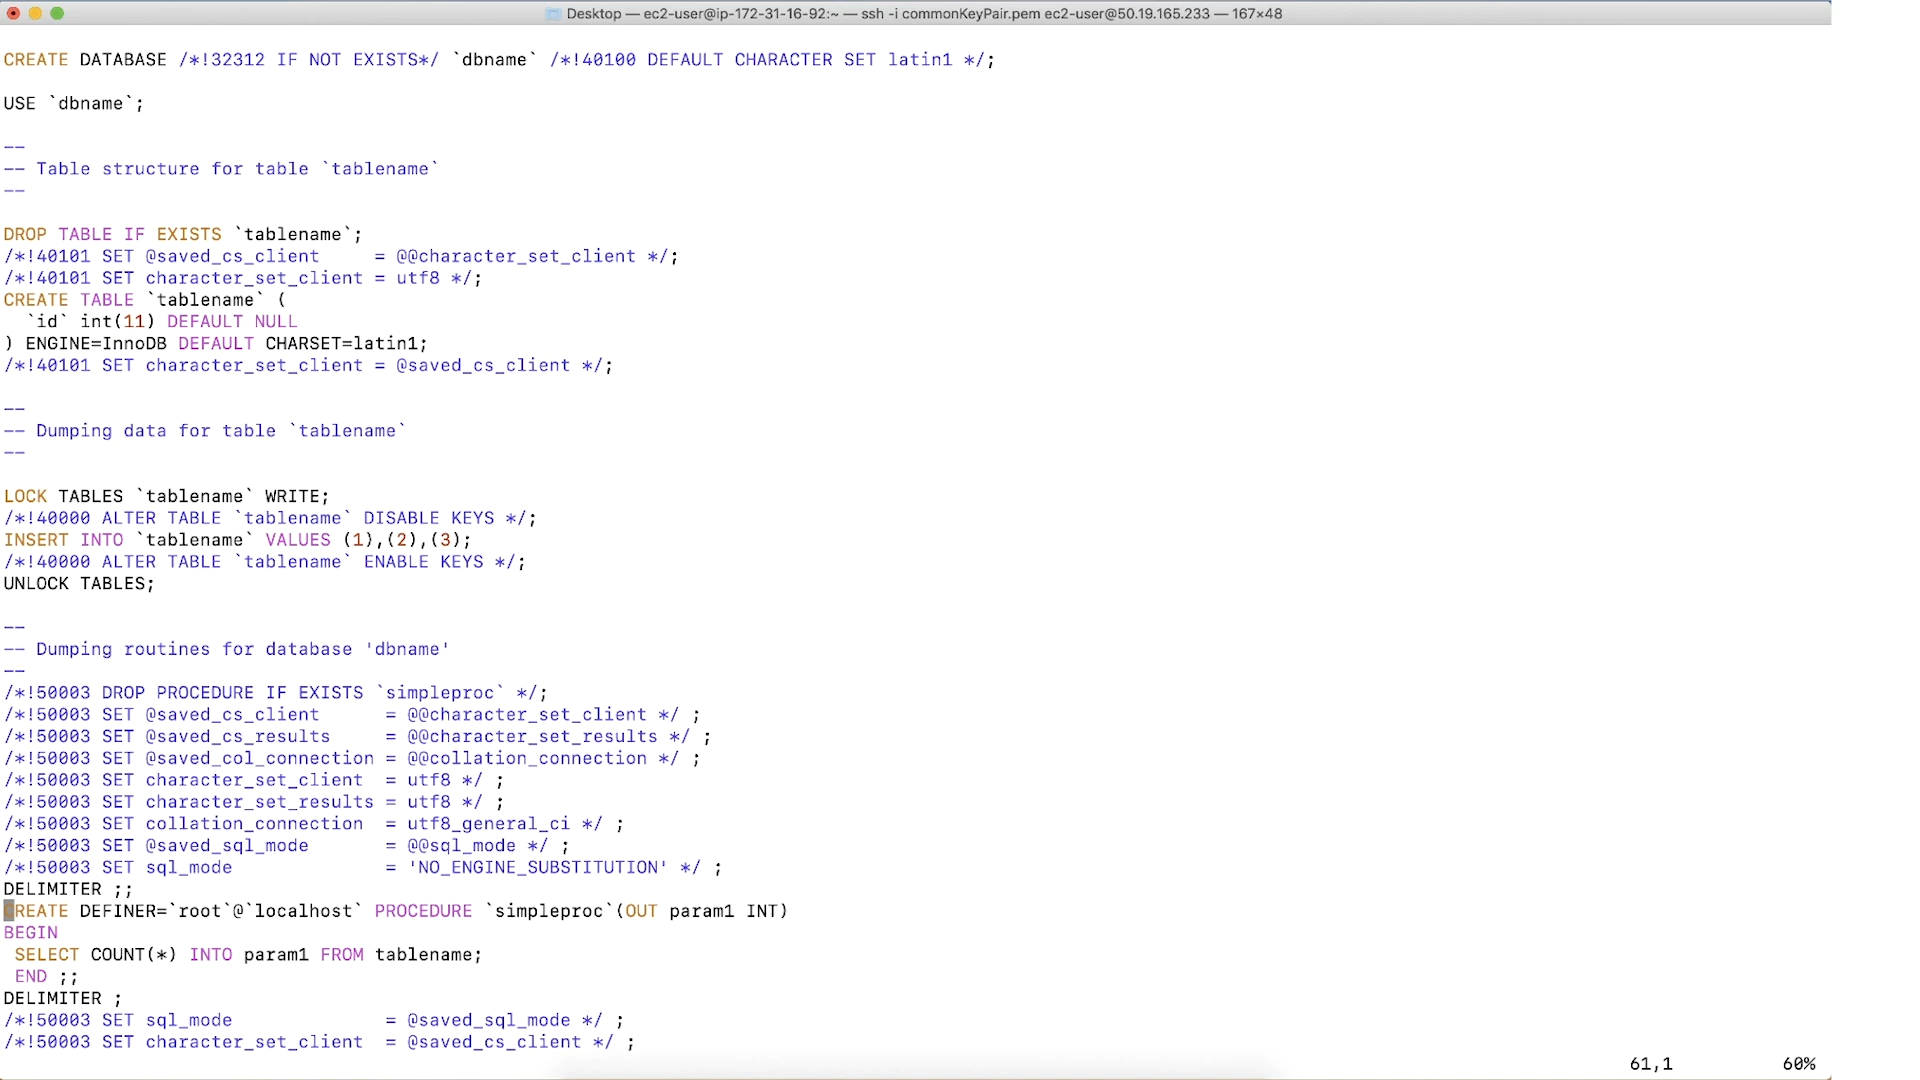 Desktop — ec2-user@ip-172-31-16-92:~ — ssh -i commonKeyPair.pem ec2-user@50.19.165.233 — 167×48
CREATE DATABASE /*!32312 IF NOT EXISTS*/ `dbname` /*!40100 DEFAULT CHARACTER SET latin1 */;
USE `dbname`;
--
-- Table structure for table `tablename`
--
DROP TABLE IF EXISTS `tablename`;
/*!40101 SET @saved_cs_client     = @@character_set_client */;
/*!40101 SET character_set_client = utf8 */;
CREATE TABLE `tablename` (
  `id` int(11) DEFAULT NULL
) ENGINE=InnoDB DEFAULT CHARSET=latin1;
/*!40101 SET character_set_client = @saved_cs_client */;
--
-- Dumping data for table `tablename`
--
LOCK TABLES `tablename` WRITE;
/*!40000 ALTER TABLE `tablename` DISABLE KEYS */;
INSERT INTO `tablename` VALUES (1),(2),(3);
/*!40000 ALTER TABLE `tablename` ENABLE KEYS */;
UNLOCK TABLES;
--
-- Dumping routines for database 'dbname'
--
/*!50003 DROP PROCEDURE IF EXISTS `simpleproc` */;
/*!50003 SET @saved_cs_client      = @@character_set_client */ ;
/*!50003 SET @saved_cs_results     = @@character_set_results */ ;
/*!50003 SET @saved_col_connection = @@collation_connection */ ;
/*!50003 SET character_set_client  = utf8 */ ;
/*!50003 SET character_set_results = utf8 */ ;
/*!50003 SET collation_connection  = utf8_general_ci */ ;
/*!50003 SET @saved_sql_mode       = @@sql_mode */ ;
/*!50003 SET sql_mode              = 'NO_ENGINE_SUBSTITUTION' */ ;
DELIMITER ;;
CREATE DEFINER=`root`@`localhost` PROCEDURE `simpleproc`(OUT param1 INT)
BEGIN
 SELECT COUNT(*) INTO param1 FROM tablename;
 END ;;
DELIMITER ;
/*!50003 SET sql_mode              = @saved_sql_mode */ ;
/*!50003 SET character_set_client  = @saved_cs_client */ ;
61,1          60%